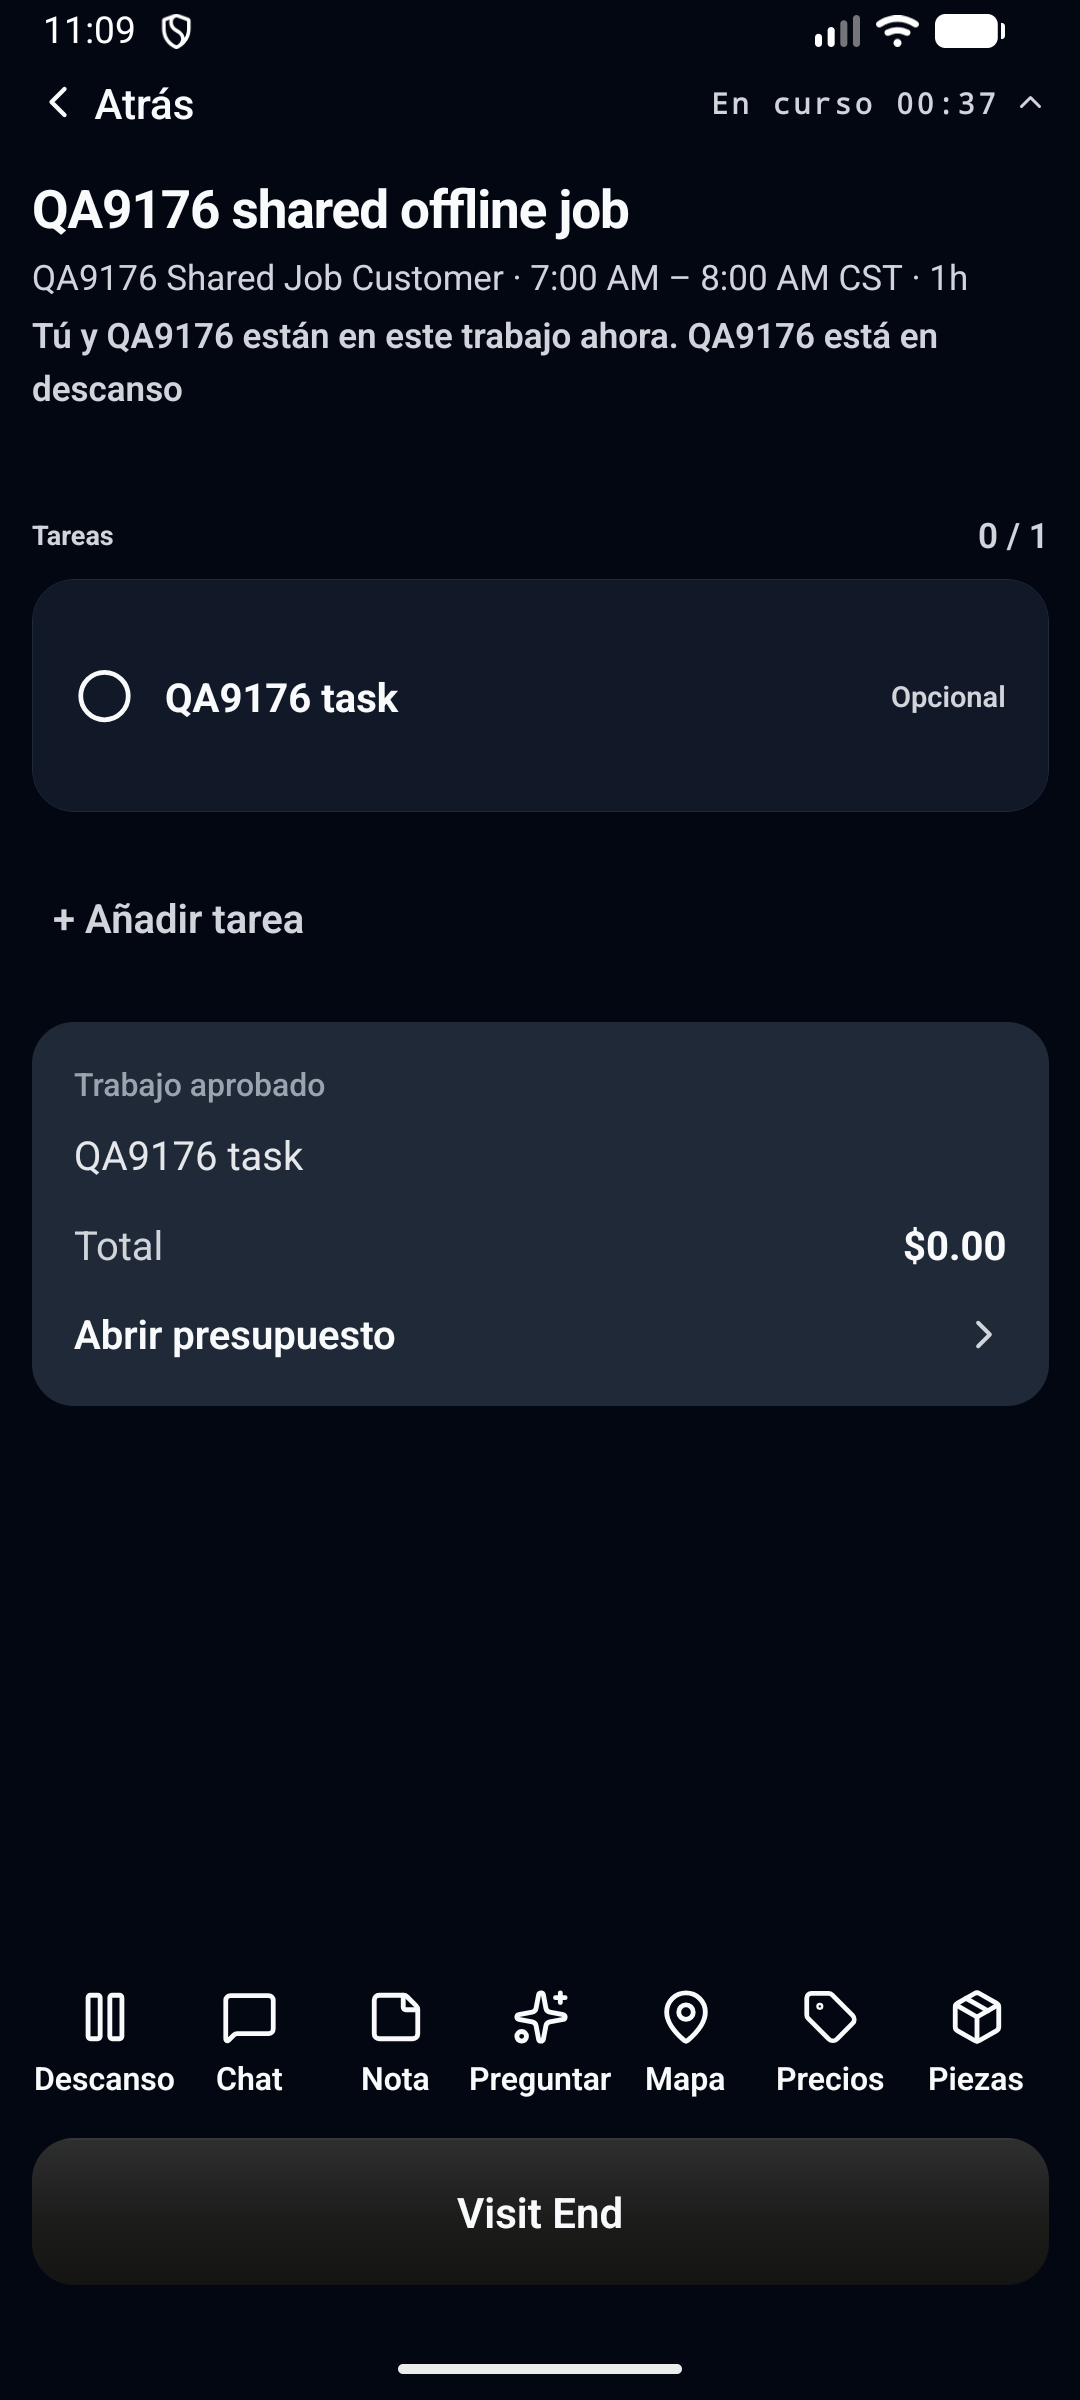 11:09
Atrás
En curso 00:37
QA9176 shared offline job
QA9176 Shared Job Customer · 7:00 AM – 8:00 AM CST · 1h
Tú y QA9176 están en este trabajo ahora. QA9176 está en
descanso
Tareas
0 / 1
QA9176 task
Opcional
+ Añadir tarea
Trabajo aprobado
QA9176 task
Total
$0.00
Abrir presupuesto
Descanso
Chat
Nota
Preguntar
Mapa
Precios
Piezas
Visit End